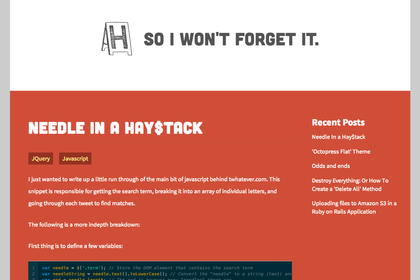 H SO I WON'T FORGET IT.
NEEDLE IN A HAY$TACK
JQuery Javascript
I just wanted to write up a little run through of the main bit of javascript behind twhatever.com. This
snippet is responsible for getting the search term, breaking it into an array of individual letters, and
going through each tweet to find matches.
The following is a more indepth breakdown:
First thing is to define a few variables:
var needle = $('.term'); // Store the DOM element that contains the search term
var needleString = needle.text().toLowerCase(); // Convert the "needle" to a string (text) an
Recent Posts
Needle In a Hay$tack
'Octopress Flat' Theme
Odds and ends
Destroy Everything: Or How To
Create a 'Delete All' Method
Uploading files to Amazon S3 in a
Ruby on Rails Application